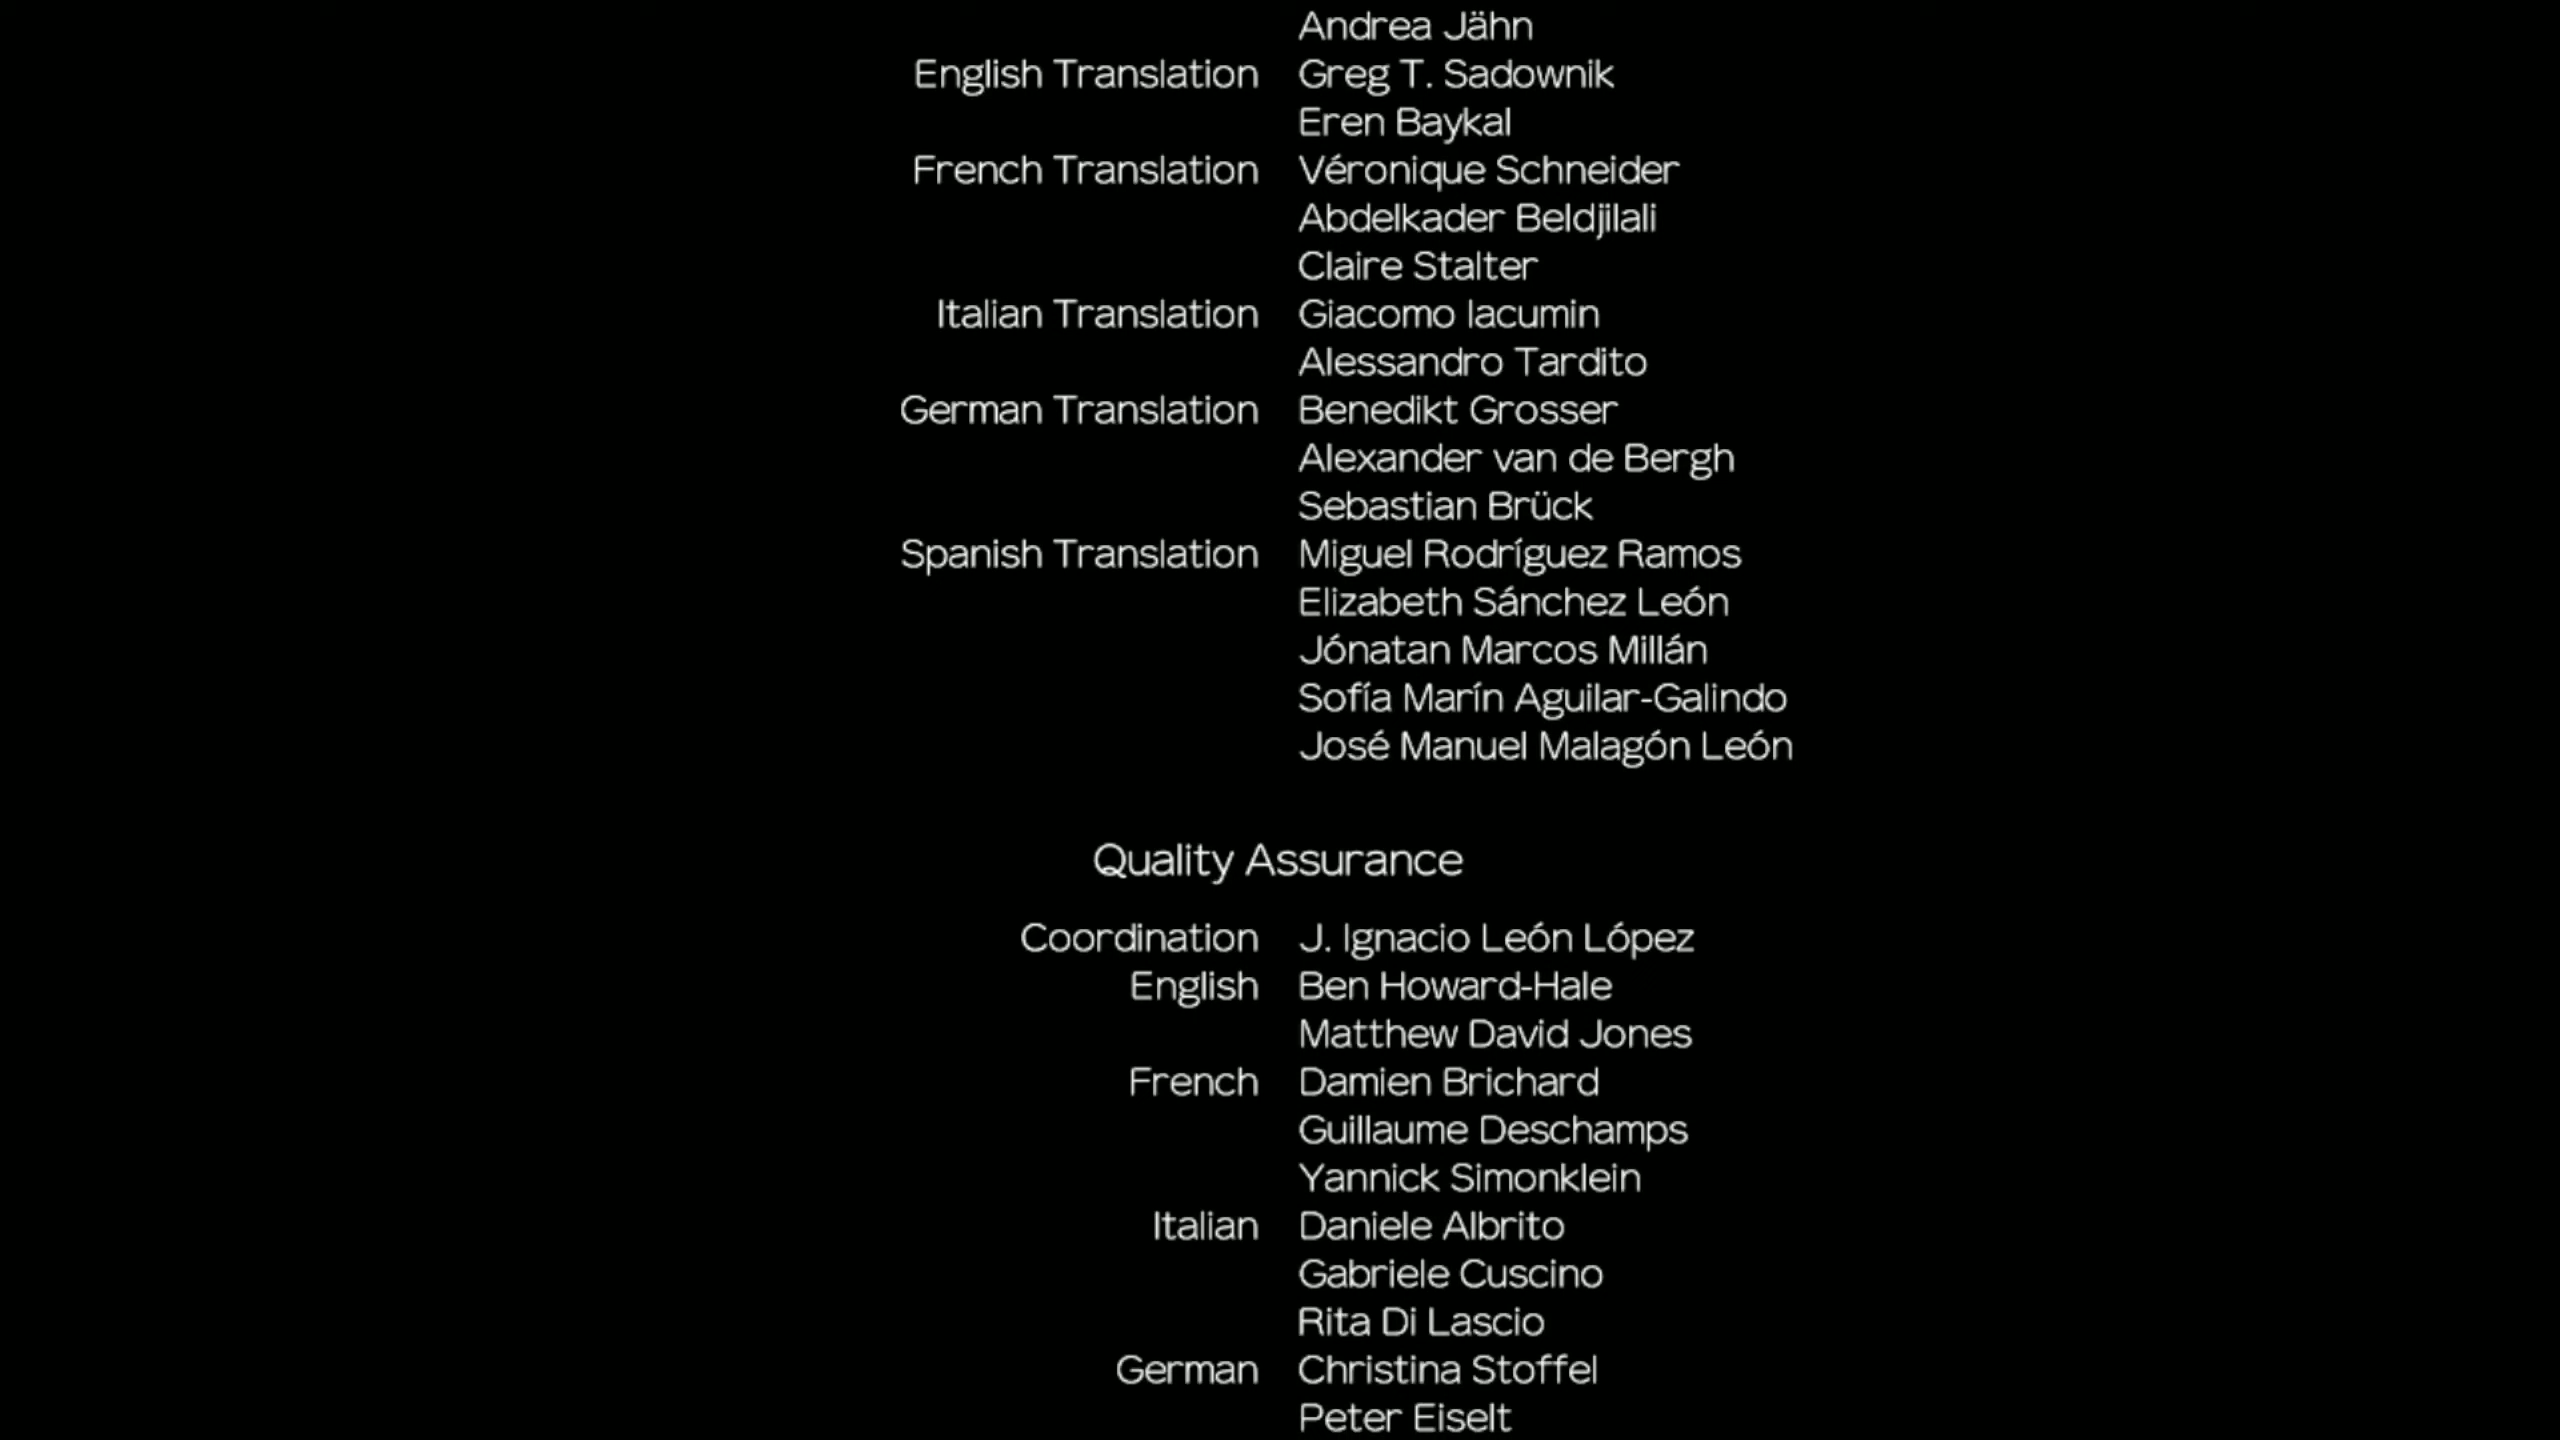 Andrea Jähn
English Translation Greg T. Sadownik
Eren Baykal
French Translation Véronique Schneider
Abdelkader Beldjilali
Claire Stalter
Italian Translation Giacomo Iacumin
Alessandro Tardito
German Translation Benedikt Grosser
Alexander van de Bergh
Sebastian Brück
Spanish Translation Miguel Rodríguez Ramos
Elizabeth Sánchez León
Jónatan Marcos Millán
Sofía Marín Aguilar-Galindo
José Manuel Malagón León
Quality Assurance
Coordination J. Ignacio León López
English Ben Howard-Hale
Matthew David Jones
French Damien Brichard
Guillaume Deschamps
Yannick Simonklein
Italian Daniele Albrito
Gabriele Cuscino
Rita Di Lascio
German Christina Stoffel
Peter Eiselt